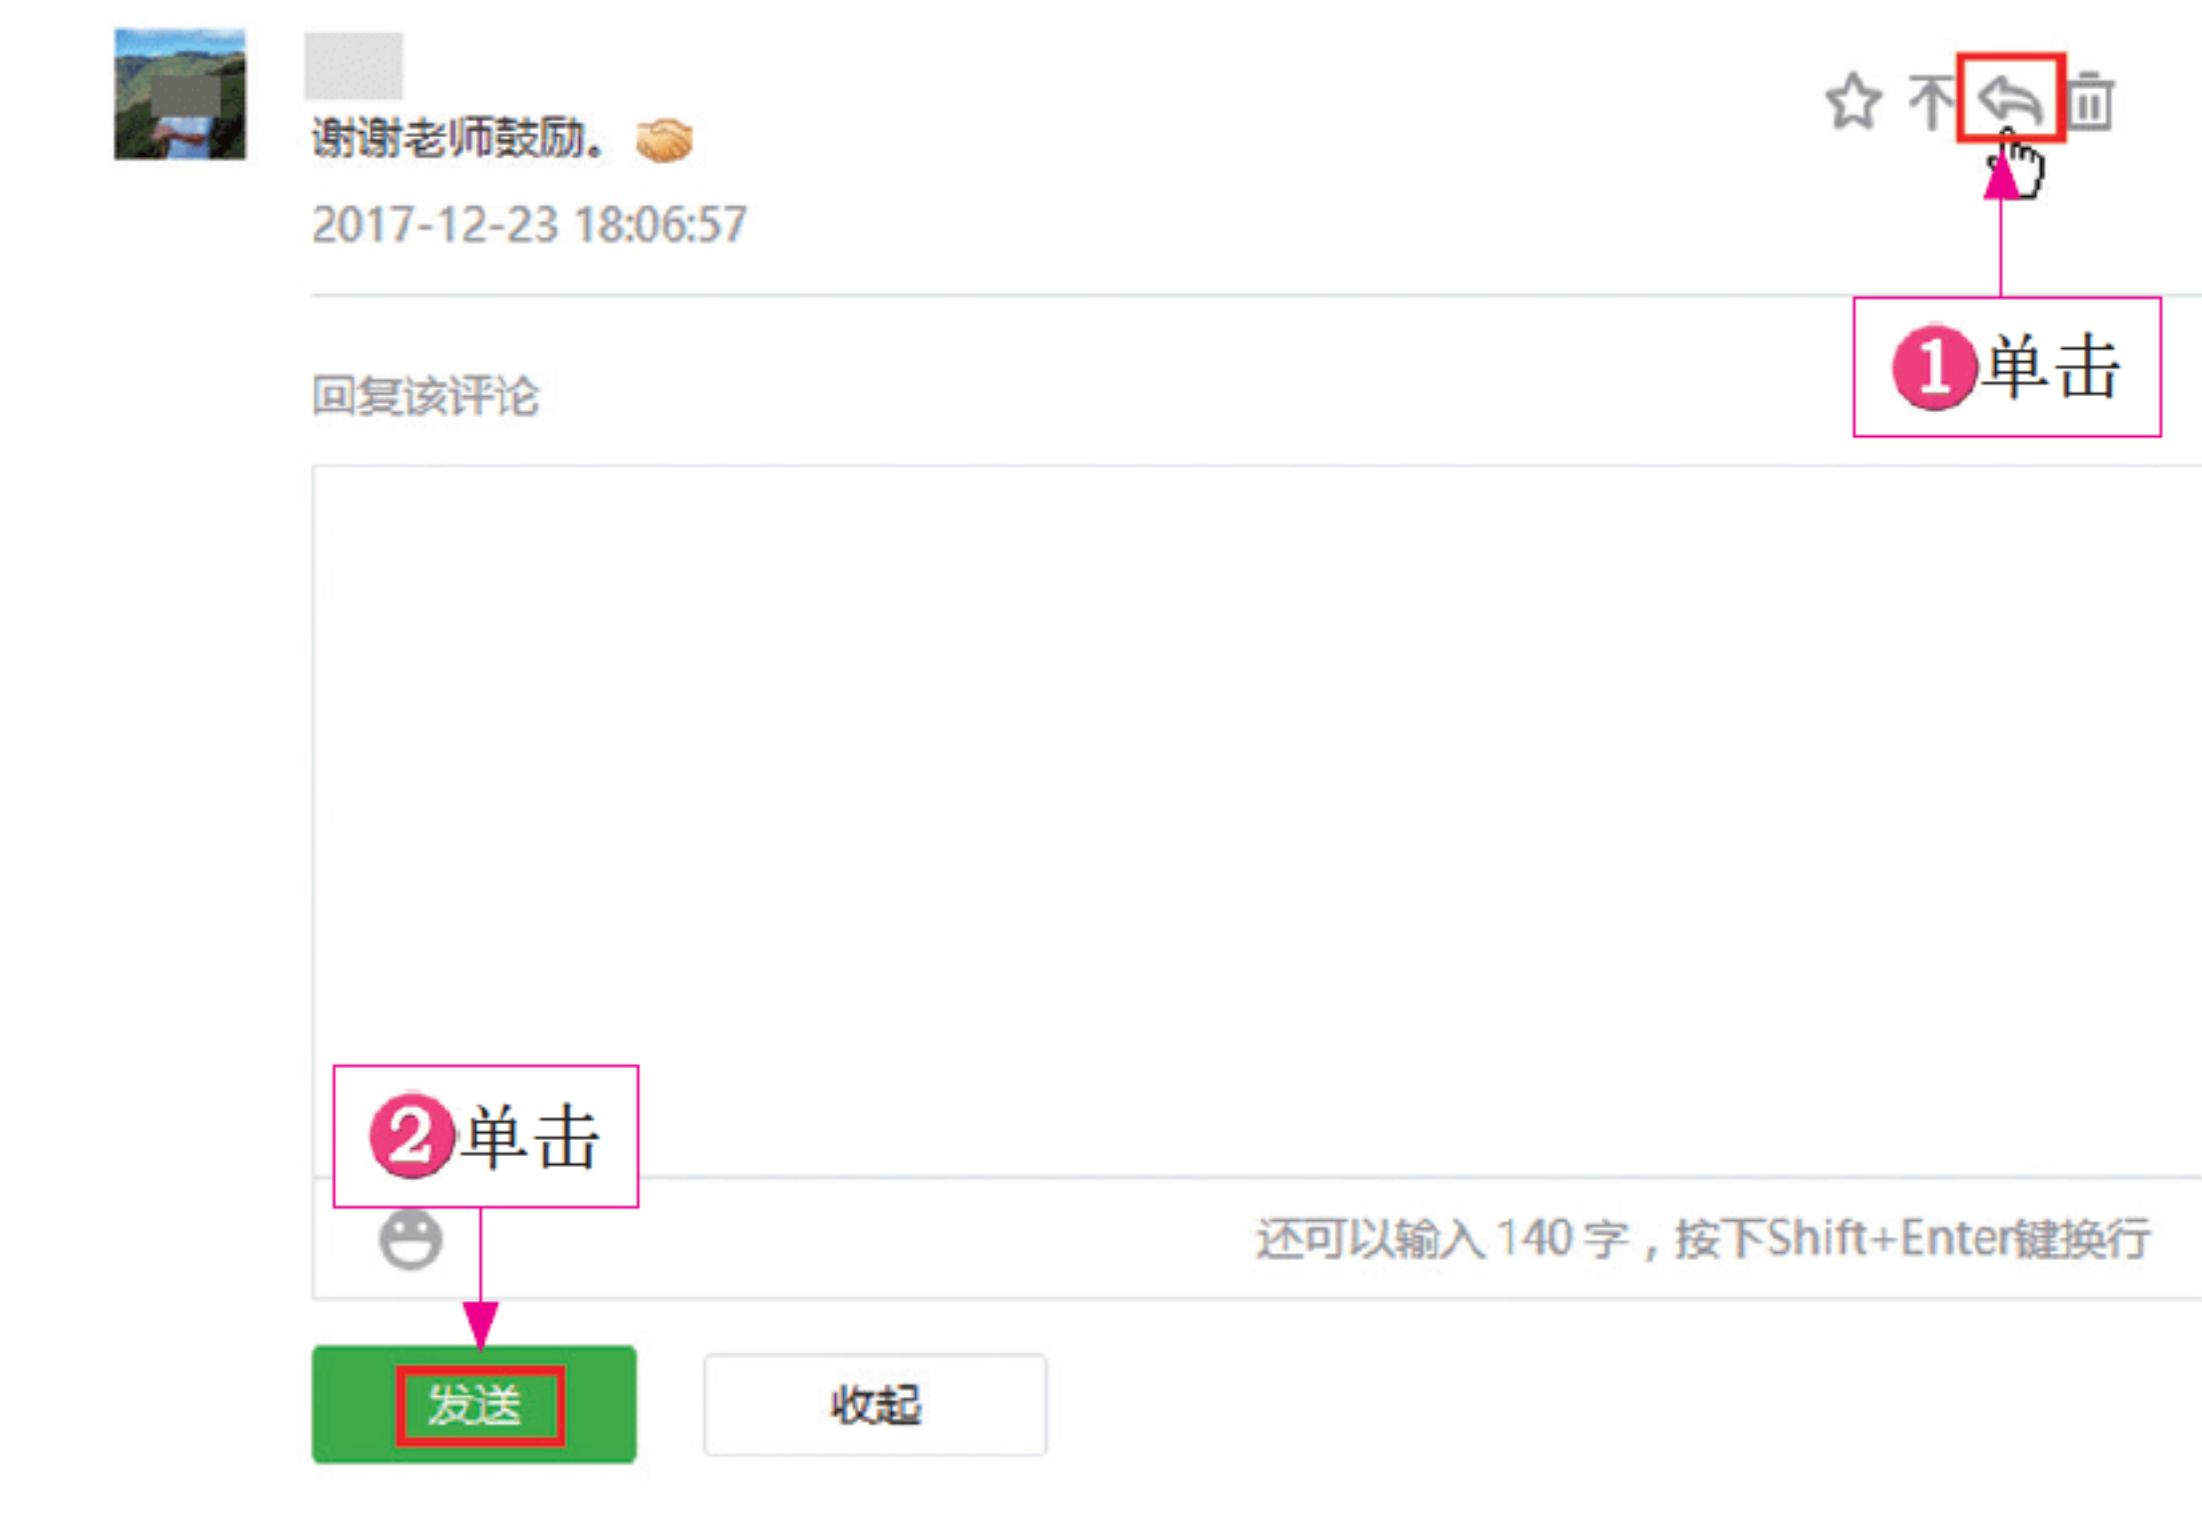 谢谢老师鼓励。
2017-12-23 18:06:57
1单击
回复该评论
2单击
还可以输入 140 字，按下Shift+Enter键换行
发送
收起